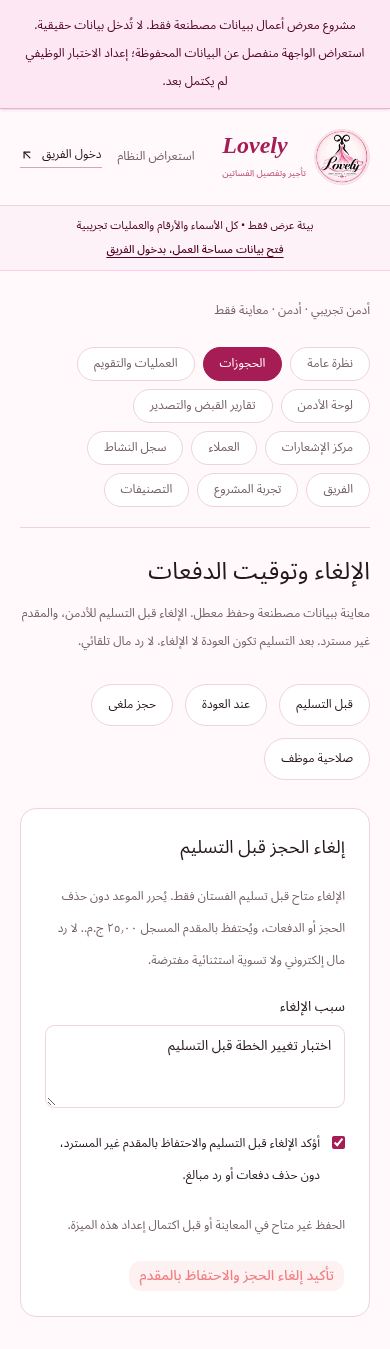 مشروع معرض أعمال ببيانات مصطنعة فقط. لا تُدخل بيانات حقيقية.
استعراض الواجهة منفصل عن البيانات المحفوظة؛ إعداد الاختبار الوظيفي
لم يكتمل بعد.
Lovely
Lovely
تأجير وتفصيل الفساتين
استعراض النظام
دخول الفريق
بيئة عرض فقط • كل الأسماء والأرقام والعمليات تجريبية
فتح بيانات مساحة العمل، بدخول الفريق
أدمن تجريبي · أدمن · معاينة فقط
نظرة عامة
الحجوزات
العمليات والتقويم
لوحة الأدمن
تقارير القبض والتصدير
مركز الإشعارات
العملاء
سجل النشاط
الفريق
تجربة المشروع
التصنيفات
الإلغاء وتوقيت الدفعات
معاينة ببيانات مصطنعة وحفظ معطل. الإلغاء قبل التسليم للأدمن، والمقدم
غير مسترد. بعد التسليم تكون العودة لا الإلغاء. لا رد مال تلقائي.
قبل التسليم
عند العودة
حجز ملغى
صلاحية موظف
إلغاء الحجز قبل التسليم
الإلغاء متاح قبل تسليم الفستان فقط. يُحرر الموعد دون حذف
الحجز أو الدفعات، ويُحتفظ بالمقدم المسجل ٢٥,٠٠ ج.م.. لا رد
مال إلكتروني ولا تسوية استثنائية مفترضة.
سبب الإلغاء
اختبار تغيير الخطة قبل التسليم
أؤكد الإلغاء قبل التسليم والاحتفاظ بالمقدم غير المسترد،
دون حذف دفعات أو رد مبالغ.
الحفظ غير متاح في المعاينة أو قبل اكتمال إعداد هذه الميزة.
تأكيد إلغاء الحجز والاحتفاظ بالمقدم